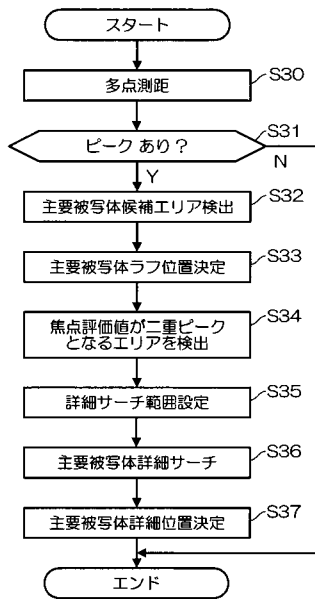 スタート
多点測距
S30
ピークあり？
S31
N
Y
主要被写体候補エリア検出
S32
主要被写体ラフ位置決定
S33
焦点評価値が二重ピーク
となるエリアを検出
S34
詳細サーチ範囲設定
S35
主要被写体詳細サーチ
S36
主要被写体詳細位置決定
S37
エンド